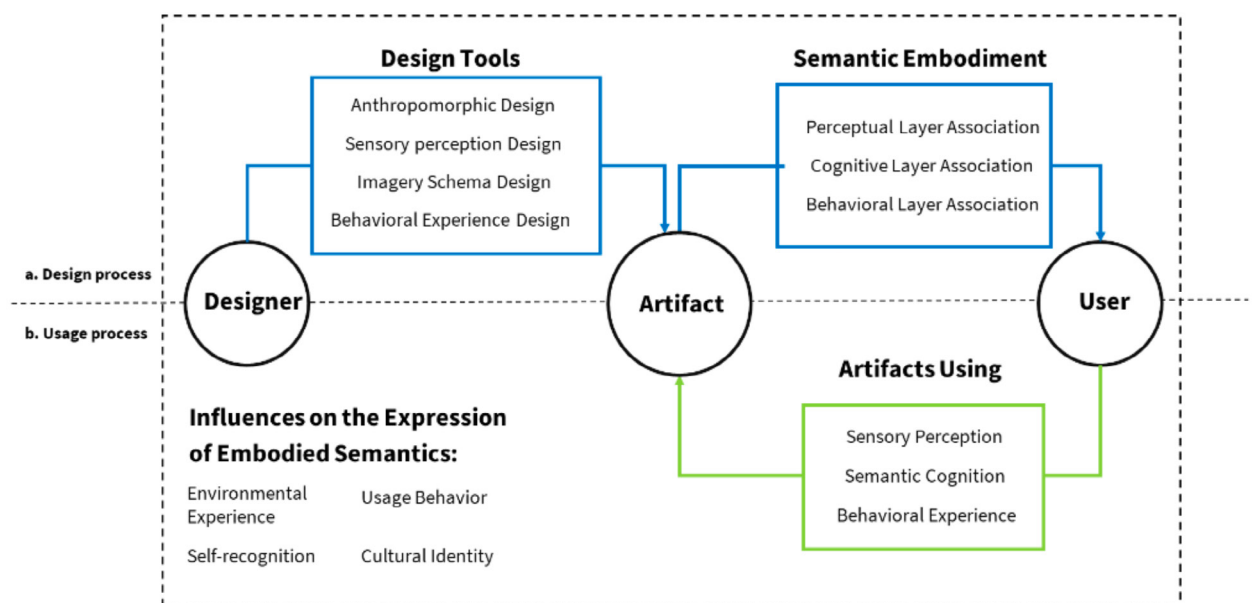 Design Tools
Anthropomorphic Design
Sensory perception Design
Imagery Schema Design
Behavioral Experience Design
Semantic Embodiment
Perceptual Layer Association
Cognitive Layer Association
Behavioral Layer Association
a. Design process
b. Usage process
Designer
Artifact
User
Artifacts Using
Sensory Perception
Semantic Cognition
Behavioral Experience
Influences on the Expression
of Embodied Semantics:
Environmental
Experience
Usage Behavior
Self-recognition
Cultural Identity